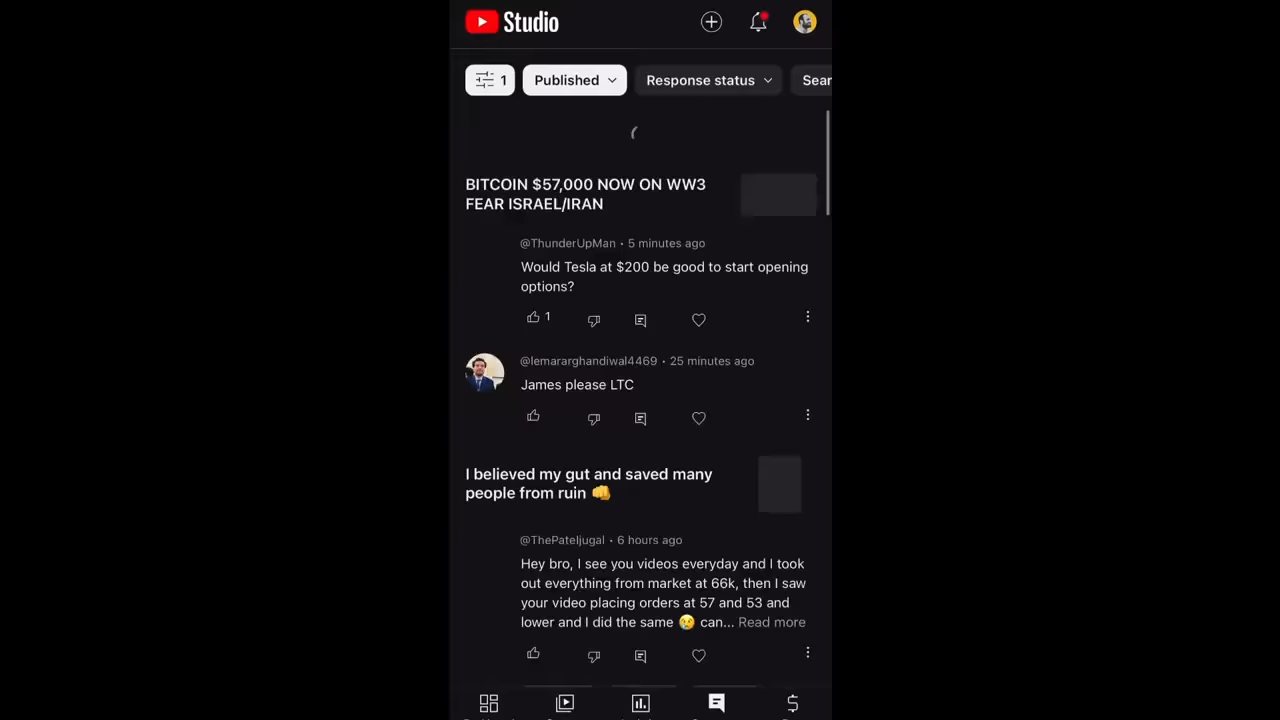 Studio
1 Published Response status Sear
BITCOIN $57,000 NOW ON WW3
FEAR ISRAEL/IRAN
@ThunderUpMan • 5 minutes ago
Would Tesla at $200 be good to start opening
options?
1
@lemararghandiwal4469 • 25 minutes ago
James please LTC
I believed my gut and saved many
people from ruin 👊
@ThePateljugal • 6 hours ago
Hey bro, I see you videos everyday and I took
out everything from market at 66k, then I saw
your video placing orders at 57 and 53 and
lower and I did the same 😢 can... Read more